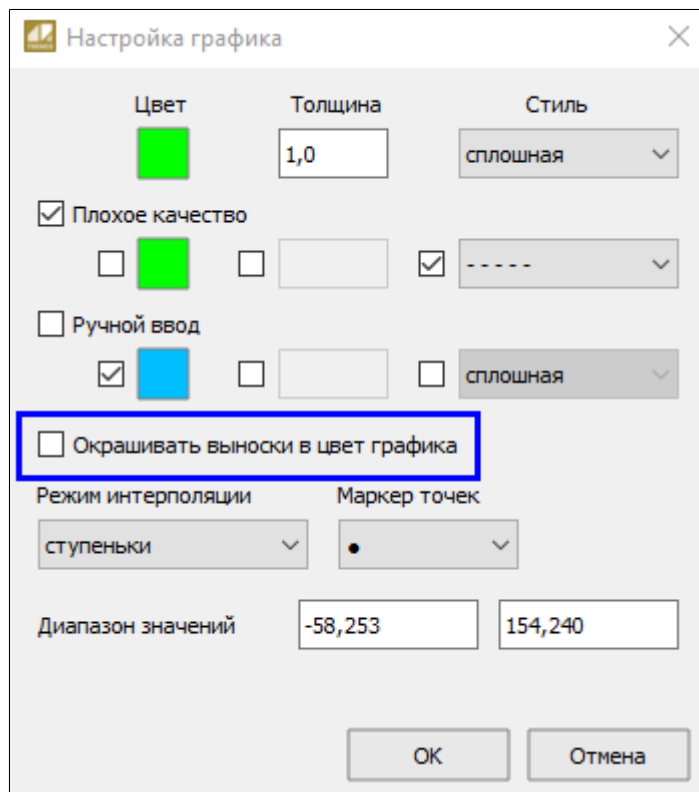 Настройка графика
Цвет Толщина Стиль
1,0 сплошная
Плохое качество
- - - - -
Ручной ввод
сплошная
Окрашивать выноски в цвет графика
Режим интерполяции Маркер точек
ступеньки ●
Диапазон значений -58,253 154,240
OK Отмена